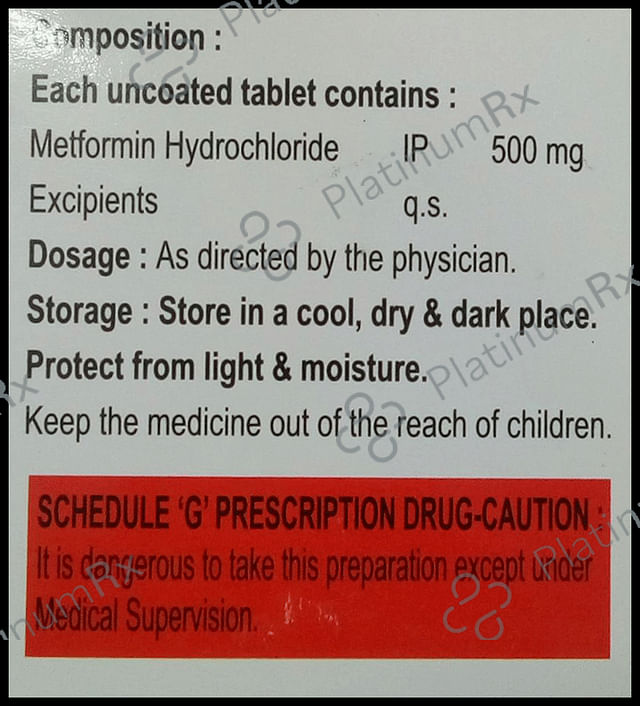 Composition :
Each uncoated tablet contains :
Metformin Hydrochloride IP 500 mg
Excipients q.s.
Dosage : As directed by the physician.
Storage : Store in a cool, dry & dark place.
Protect from light & moisture.
Keep the medicine out of the reach of children.
SCHEDULE 'G' PRESCRIPTION DRUG-CAUTION :
It is dangerous to take this preparation except under
Medical Supervision.
PlatinumRx
PlatinumRx